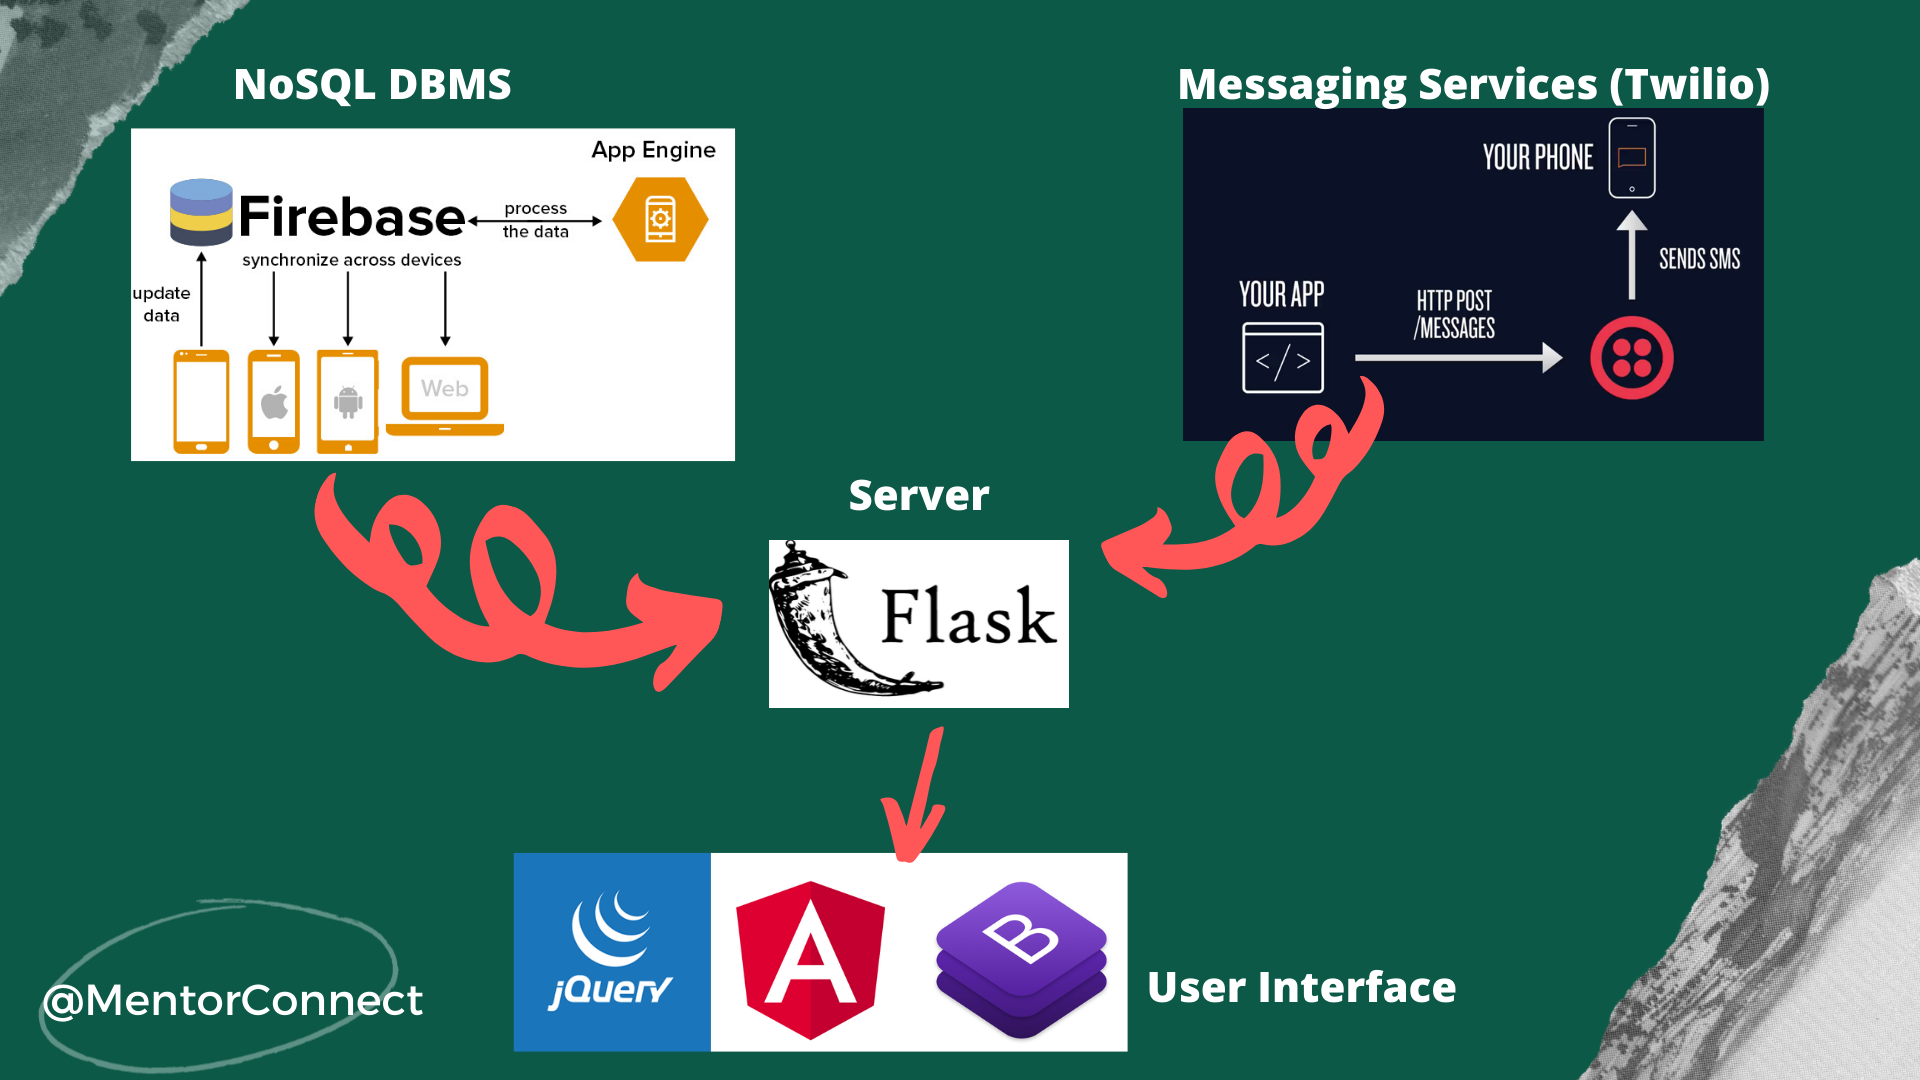 NoSQL DBMS
Messaging Services (Twilio)
App Engine
Firebase
process
the data
synchronize across devices
update
data
Web
YOUR PHONE
SENDS SMS
YOUR APP
HTTP POST
/MESSAGES
</>
Server
Flask
jQuery
A
B
User Interface
@MentorConnect